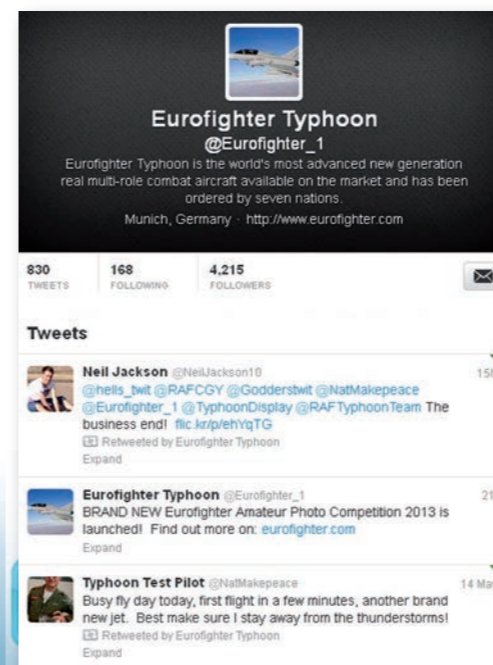 Eurofighter Typhoon
@Eurofighter_1
Eurofighter Typhoon is the world's most advanced new generation
real multi-role combat aircraft available on the market and has been
ordered by seven nations.
Munich, Germany · http://www.eurofighter.com
830
TWEETS
168
FOLLOWING
4,215
FOLLOWERS
Tweets
Neil Jackson @NeilJackson10
@hells_twit @RAFCGY @Godderstwit @NatMakepeace
@Eurofighter_1 @TyphoonDisplay @RAFTyphoonTeam The
business end! flic.kr/p/ehYqTG
Retweeted by Eurofighter Typhoon
Expand
Eurofighter Typhoon @Eurofighter_1
21
BRAND NEW Eurofighter Amateur Photo Competition 2013 is
launched! Find out more on: eurofighter.com
Expand
Typhoon Test Pilot @NatMakepeace
14 Ma
Busy fly day today, first flight in a few minutes, another brand
new jet. Best make sure I stay away from the thunderstorms!
Retweeted by Eurofighter Typhoon
Expand